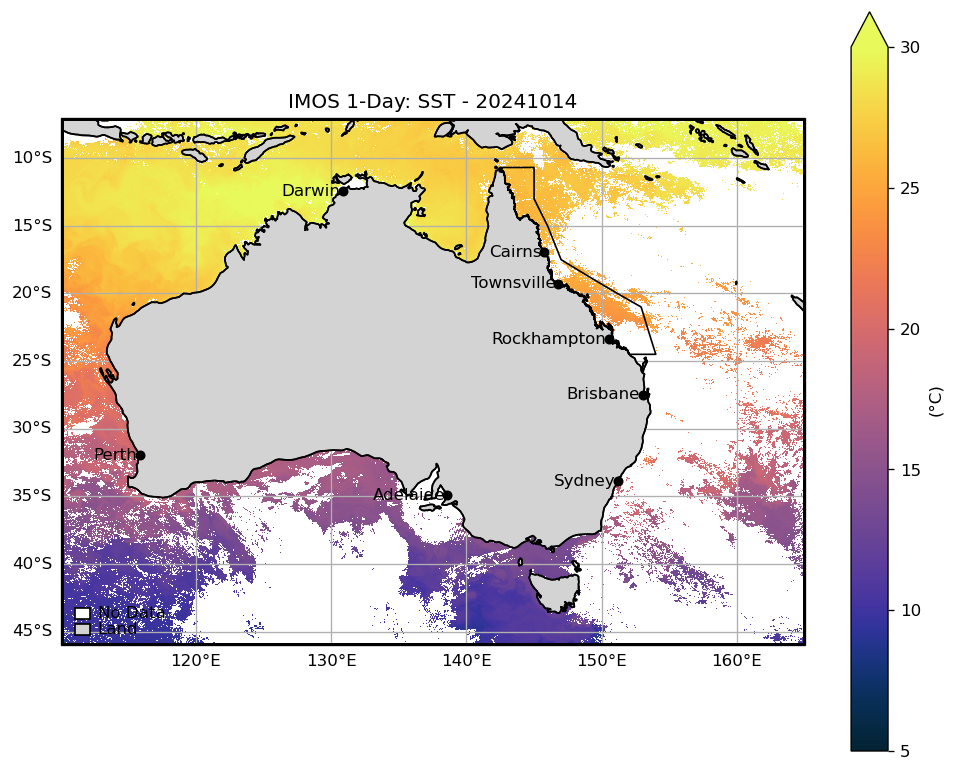 IMOS 1-Day: SST - 20241014
30
25
20
15
10
5
(°C)
10°S
15°S
20°S
25°S
30°S
35°S
40°S
45°S
Darwin
Cairns
Townsville
Rockhampton
Brisbane
Perth
Sydney
Adelaide
No Data
Land
120°E
130°E
140°E
150°E
160°E